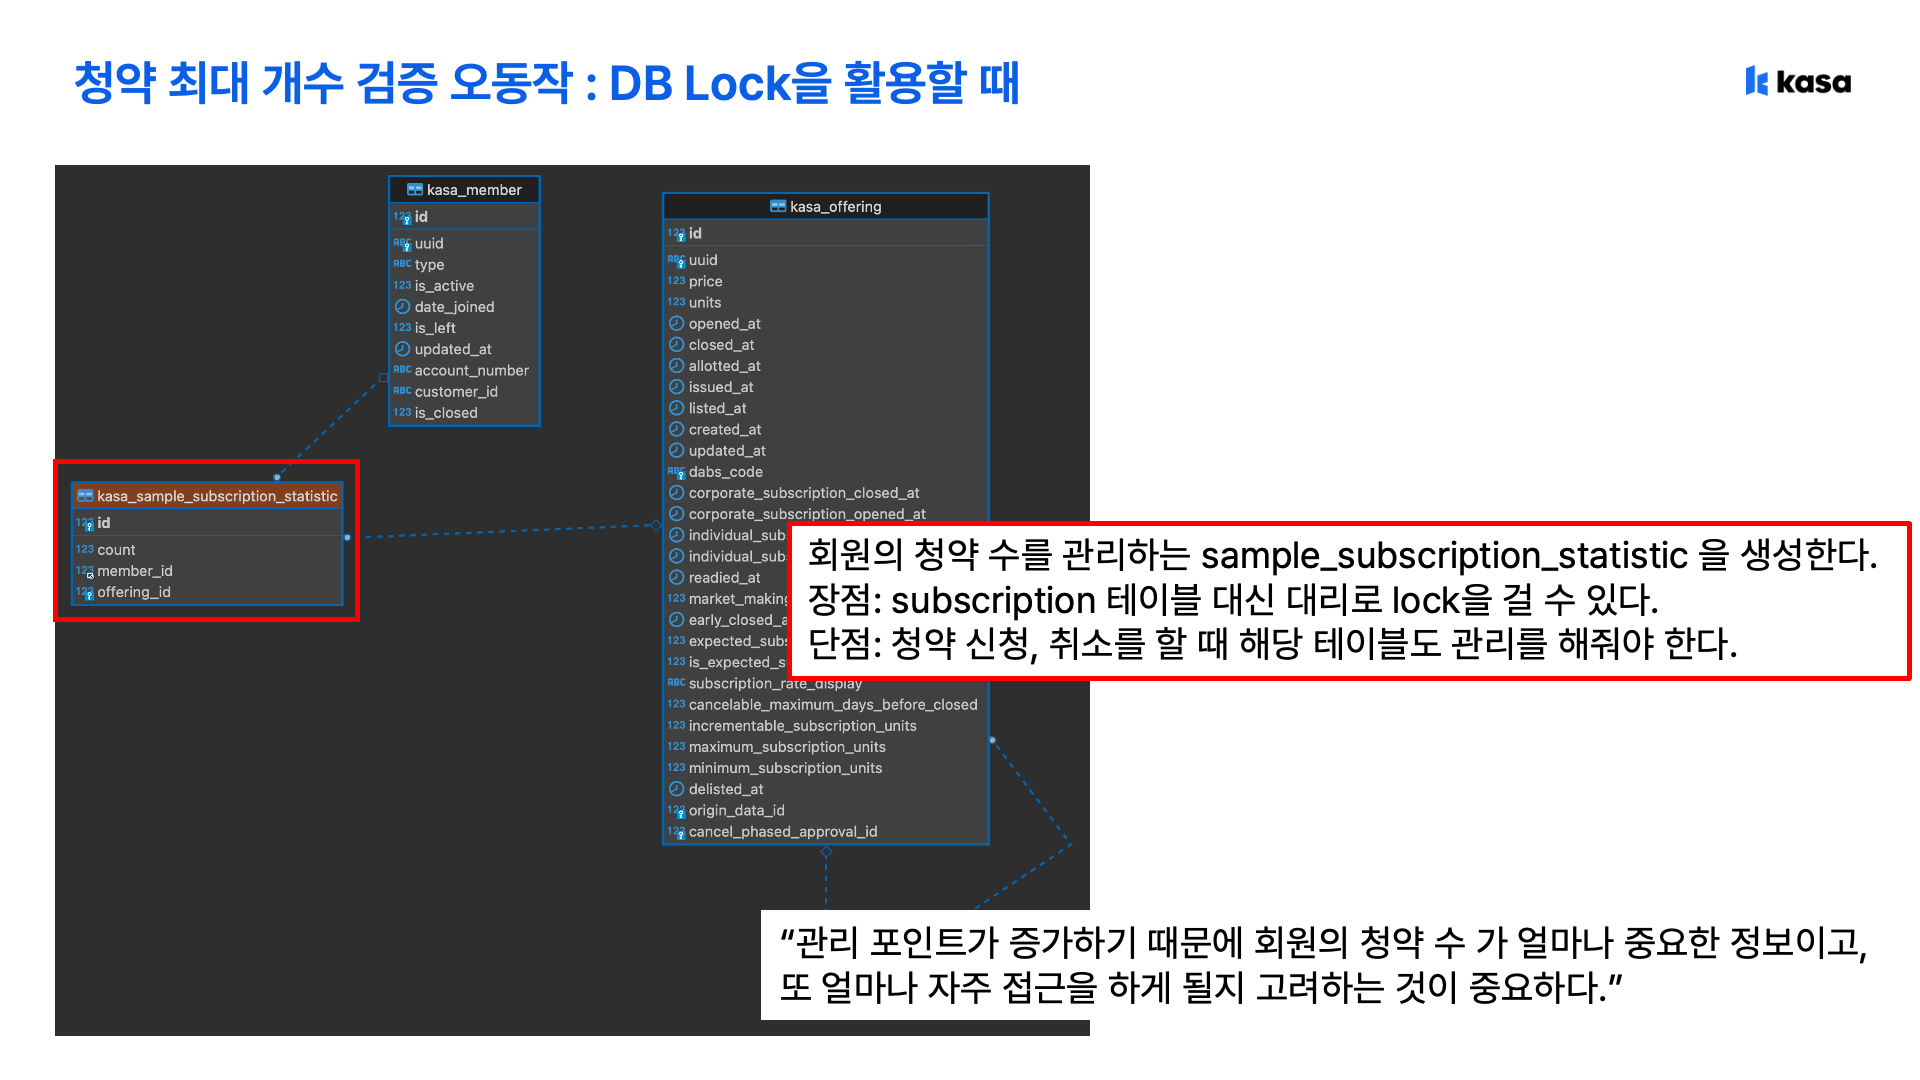 청약 최대 개수 검증 오동작 : DB Lock을 활용할 때
kasa
kasa_member
123 id
ABC uuid
ABC type
123 is_active
date_joined
123 is_left
updated_at
ABC account_number
ABC customer_id
123 is_closed
kasa_offering
123 id
ABC uuid
123 price
123 units
opened_at
closed_at
allotted_at
issued_at
listed_at
created_at
updated_at
ABC dabs_code
corporate_subscription_closed_at
corporate_subscription_opened_at
individual_sub
individual_sub
readied_at
123 market_making
early_closed_a
123 expected_subs
123 is_expected_s
ABC subscription_rate_display
123 cancelable_maximum_days_before_closed
123 incrementable_subscription_units
123 maximum_subscription_units
123 minimum_subscription_units
delisted_at
123 origin_data_id
123 cancel_phased_approval_id
kasa_sample_subscription_statistic
123 id
123 count
123 member_id
123 offering_id
회원의 청약 수를 관리하는 sample_subscription_statistic 을 생성한다.
장점: subscription 테이블 대신 대리로 lock을 걸 수 있다.
단점: 청약 신청, 취소를 할 때 해당 테이블도 관리를 해줘야 한다.
“관리 포인트가 증가하기 때문에 회원의 청약 수 가 얼마나 중요한 정보이고,
또 얼마나 자주 접근을 하게 될지 고려하는 것이 중요하다.”